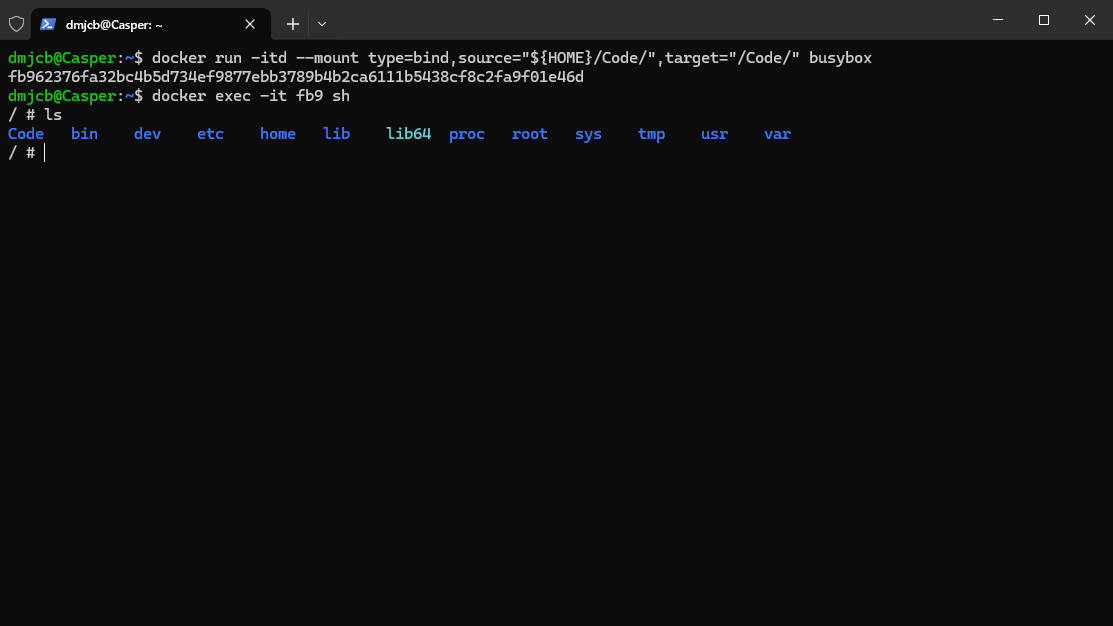 dmjcb@Casper: ~
dmjcb@Casper:~$ docker run -itd --mount type=bind,source="${HOME}/Code/",target="/Code/" busybox
fb962376fa32bc4b5d734ef9877ebb3789b4b2ca6111b5438cf8c2fa9f01e46d
dmjcb@Casper:~$ docker exec -it fb9 sh
/ # ls
Code   bin    dev    etc    home   lib    lib64  proc   root   sys    tmp    usr    var
/ #